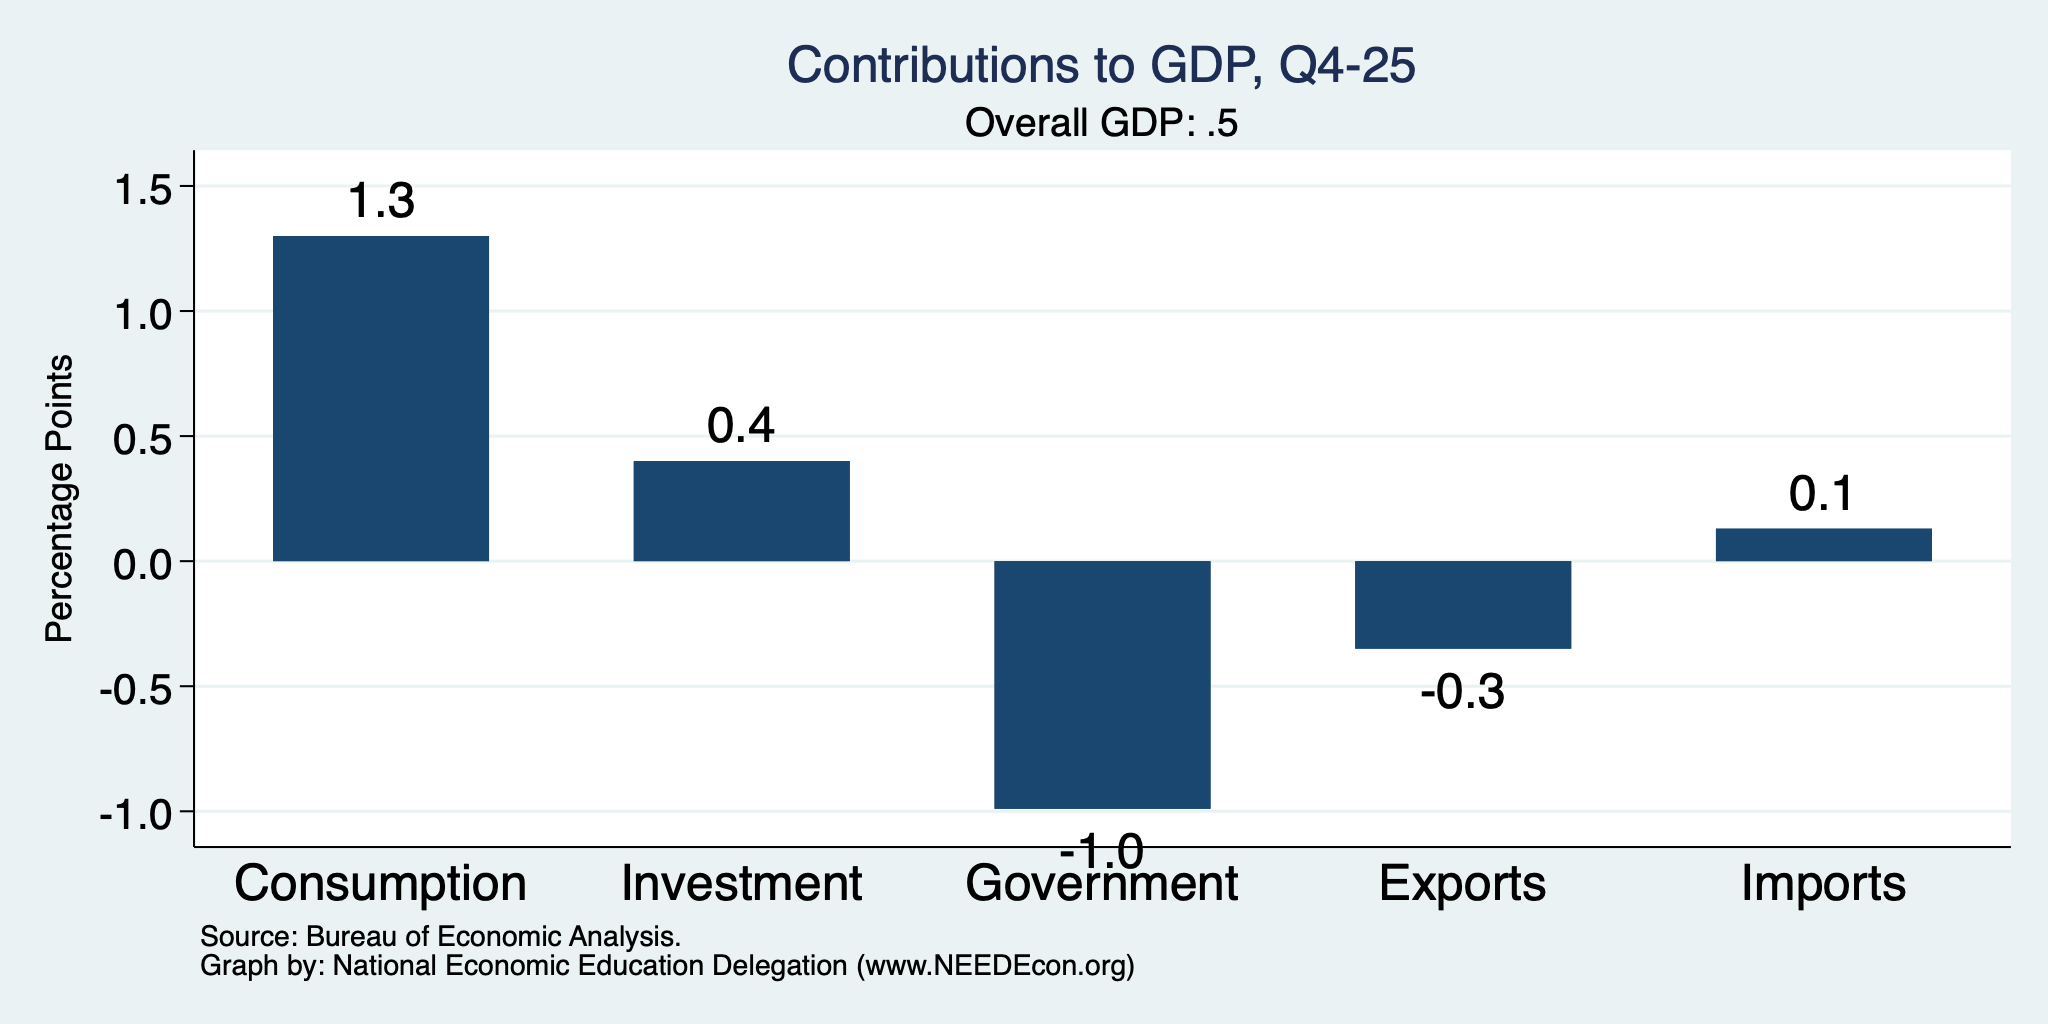 Contributions to GDP, Q4-25
Overall GDP: .5
Percentage Points
1.5
1.0
0.5
0.0
-0.5
-1.0
1.3
0.4
-1.0
-0.3
0.1
Consumption
Investment
Government
Exports
Imports
Source: Bureau of Economic Analysis.
Graph by: National Economic Education Delegation (www.NEEDEcon.org)